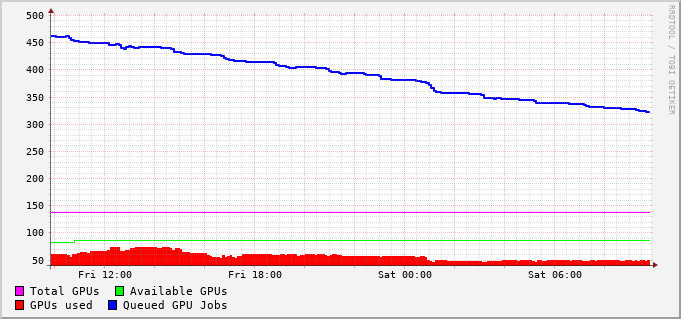 500
450
400
350
300
250
200
150
100
50
Fri 12:00 Fri 18:00 Sat 00:00 Sat 06:00
Total GPUs Available GPUs
GPUs used Queued GPU Jobs
RRDTOOL / TOBI OETIKER